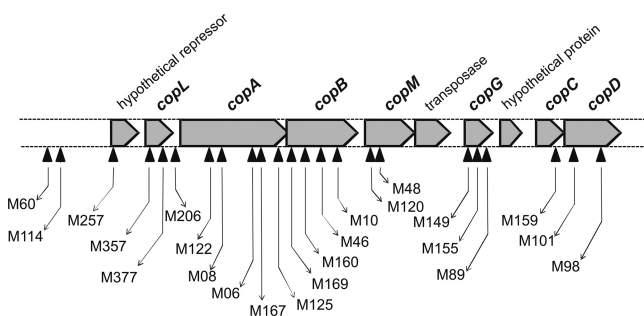 hypothetical repressor
copL
copA
copB
copM
transposase
copG
hypothetical protein
copC
copD
M60
M114
M257
M357
M377
M206
M122
M08
M06
M167
M125
M169
M160
M46
M10
M120
M48
M149
M155
M89
M159
M101
M98